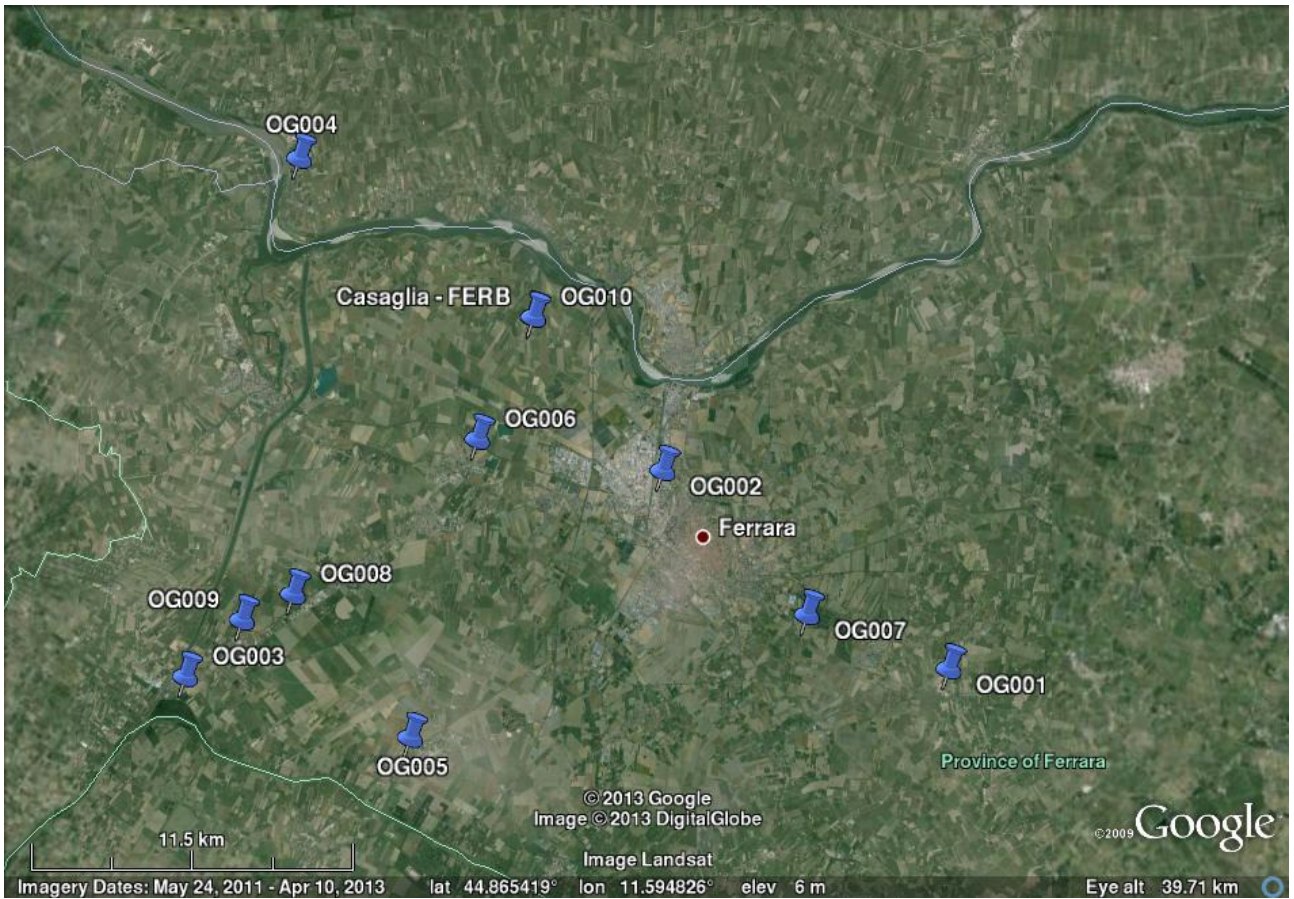 OG004
Casaglia - FERB
OG010
OG006
OG002
Ferrara
OG008
OG009
OG007
OG003
OG001
OG005
Province of Ferrara
© 2013 Google
Image © 2013 DigitalGlobe
©2009 Google
11.5 km
Image Landsat
Imagery Dates: May 24, 2011 - Apr 10, 2013 lat 44.865419° lon 11.594826° elev 6 m Eye alt 39.71 km